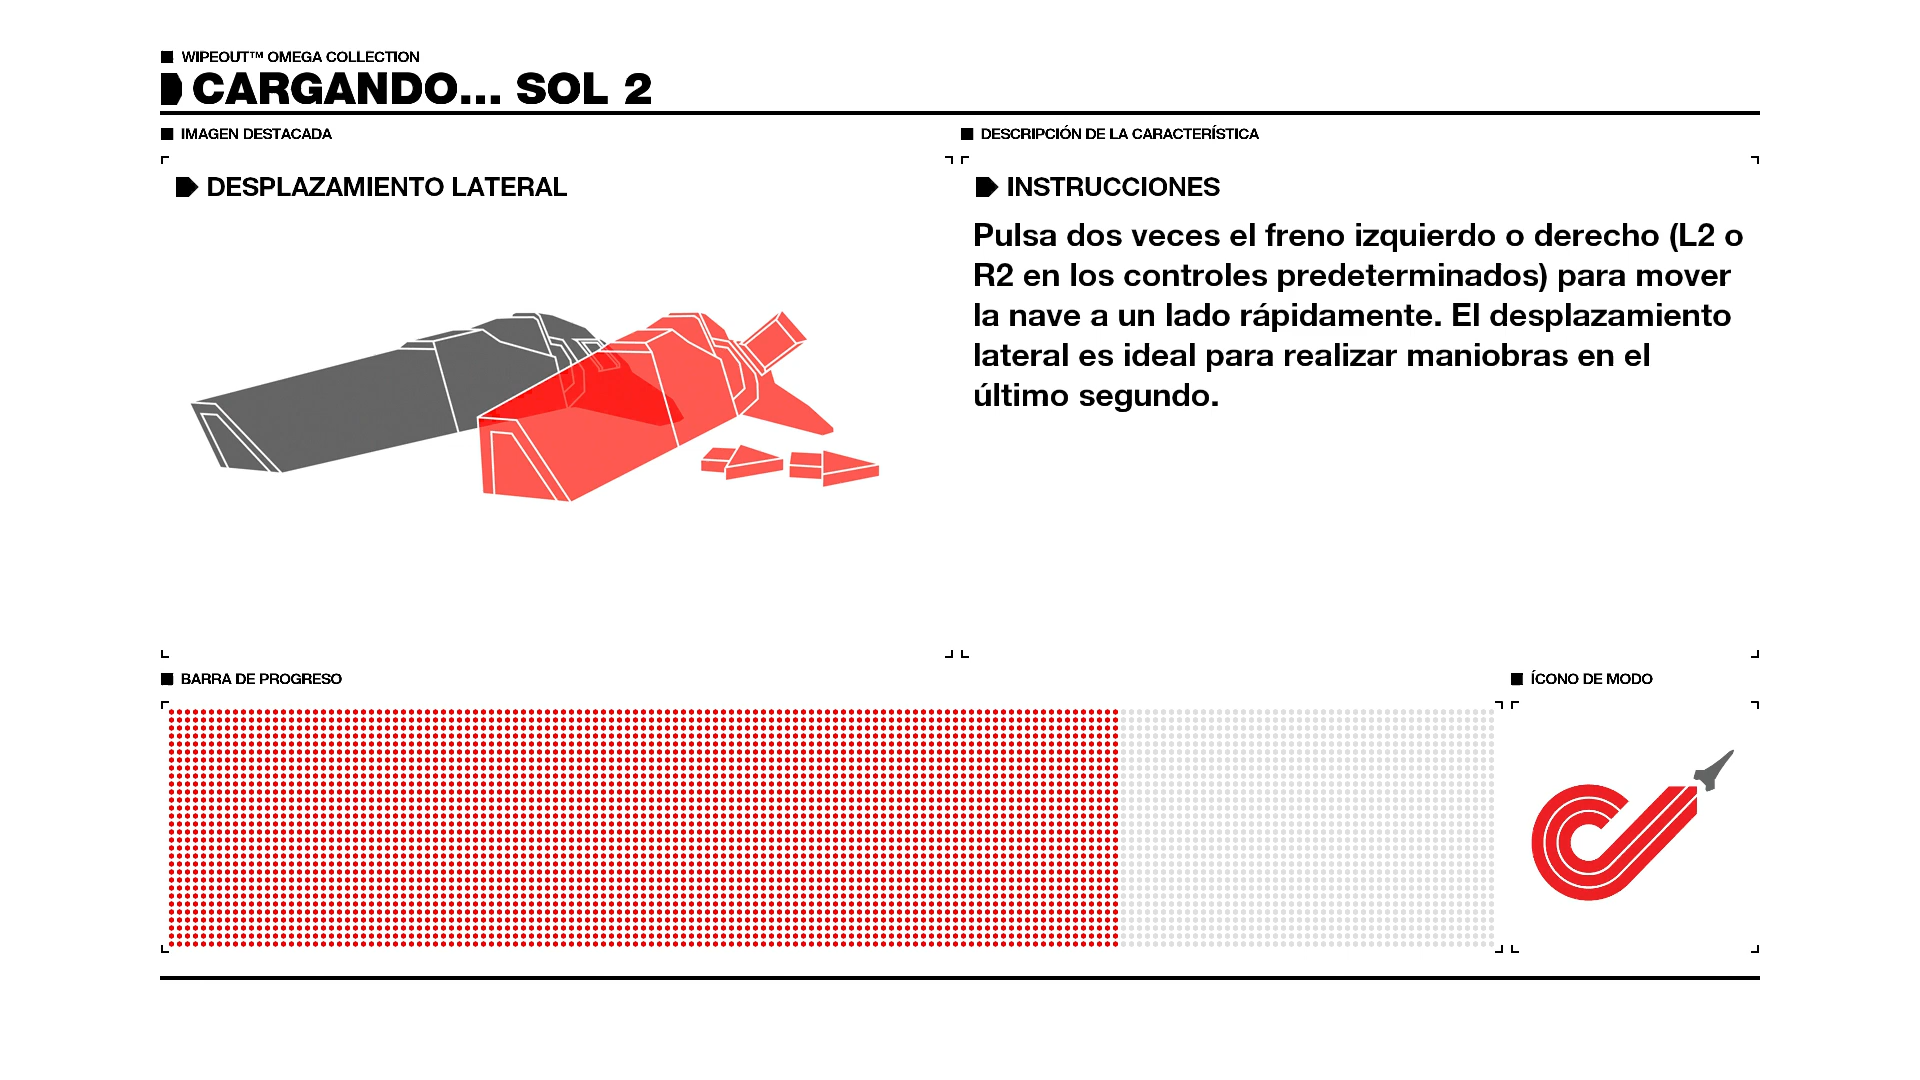 WIPEOUT™ OMEGA COLLECTION
CARGANDO... SOL 2
IMAGEN DESTACADA
DESPLAZAMIENTO LATERAL
DESCRIPCIÓN DE LA CARACTERÍSTICA
INSTRUCCIONES
Pulsa dos veces el freno izquierdo o derecho (L2 o
R2 en los controles predeterminados) para mover
la nave a un lado rápidamente. El desplazamiento
lateral es ideal para realizar maniobras en el
último segundo.
BARRA DE PROGRESO
ÍCONO DE MODO